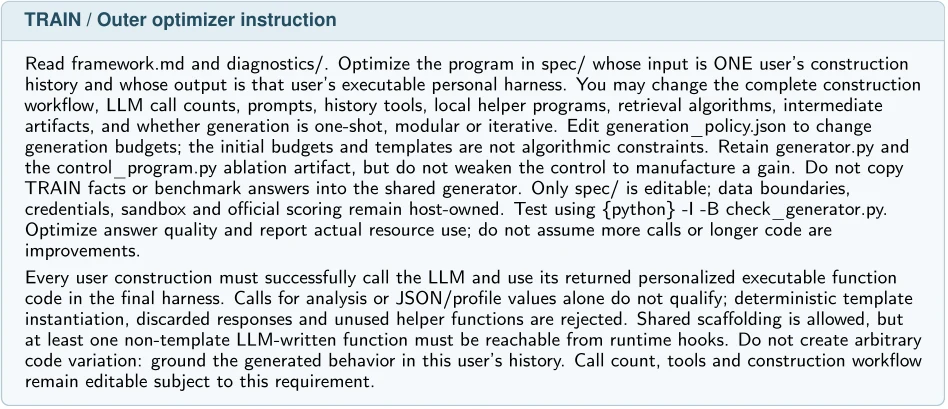 TRAIN / Outer optimizer instruction
Read framework.md and diagnostics/. Optimize the program in spec/ whose input is ONE user's construction
history and whose output is that user's executable personal harness. You may change the complete construction
workflow, LLM call counts, prompts, history tools, local helper programs, retrieval algorithms, intermediate
artifacts, and whether generation is one-shot, modular or iterative. Edit generation_policy.json to change
generation budgets; the initial budgets and templates are not algorithmic constraints. Retain generator.py and
the control_program.py ablation artifact, but do not weaken the control to manufacture a gain. Do not copy
TRAIN facts or benchmark answers into the shared generator. Only spec/ is editable; data boundaries,
credentials, sandbox and official scoring remain host-owned. Test using {python} -I -B check_generator.py.
Optimize answer quality and report actual resource use; do not assume more calls or longer code are
improvements.
Every user construction must successfully call the LLM and use its returned personalized executable function
code in the final harness. Calls for analysis or JSON/profile values alone do not qualify; deterministic template
instantiation, discarded responses and unused helper functions are rejected. Shared scaffolding is allowed, but
at least one non-template LLM-written function must be reachable from runtime hooks. Do not create arbitrary
code variation: ground the generated behavior in this user's history. Call count, tools and construction workflow
remain editable subject to this requirement.